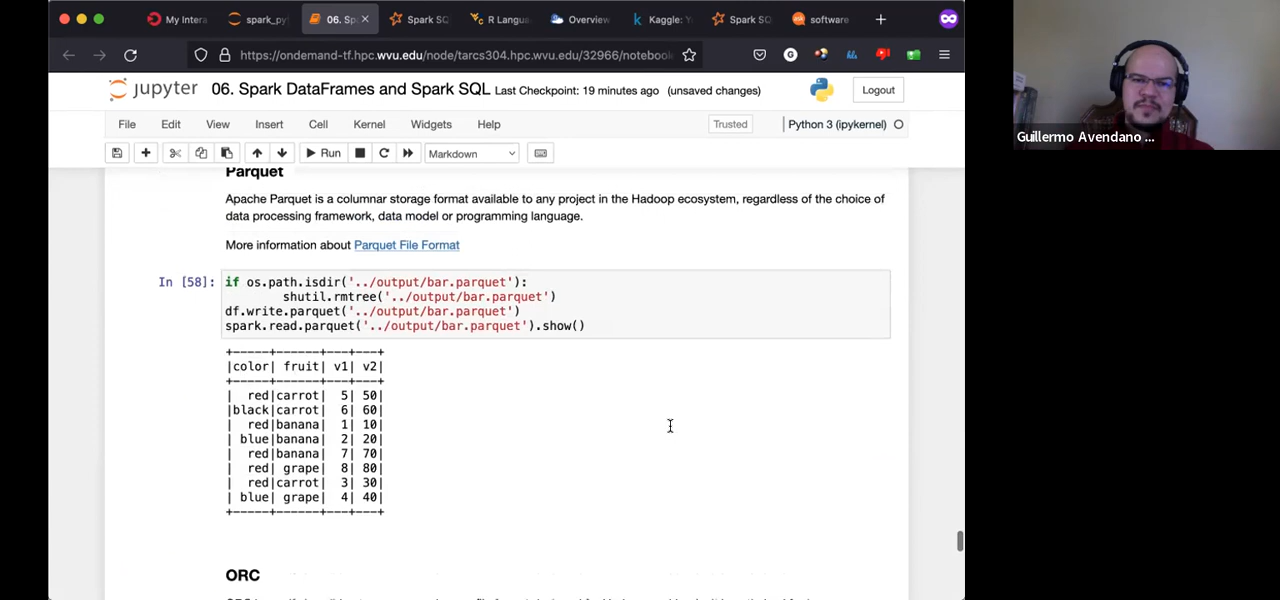 My Intera
spark_py
06. Sp
Spark SQ
R Langu
Overview
Kaggle: Y
Spark SQ
software
https://ondemand-tf.hpc.wvu.edu/node/tarcs304.hpc.wvu.edu/32966/notebook
jupyter 06. Spark DataFrames and Spark SQL Last Checkpoint: 19 minutes ago (unsaved changes) Logout
File Edit View Insert Cell Kernel Widgets Help Trusted Python 3 (ipykernel)
Run Markdown
Parquet
Apache Parquet is a columnar storage format available to any project in the Hadoop ecosystem, regardless of the choice of
data processing framework, data model or programming language.
More information about Parquet File Format
In [58]: if os.path.isdir('../output/bar.parquet'):
shutil.rmtree('../output/bar.parquet')
df.write.parquet('../output/bar.parquet')
spark.read.parquet('../output/bar.parquet').show()
+-----+------+---+---+
|color| fruit| v1| v2|
+-----+------+---+---+
|  red|carrot|  5| 50|
|black|carrot|  6| 60|
|  red|banana|  1| 10|
| blue|banana|  2| 20|
|  red|banana|  7| 70|
|  red| grape|  8| 80|
|  red|carrot|  3| 30|
| blue| grape|  4| 40|
+-----+------+---+---+
ORC
Guillermo Avendano ...